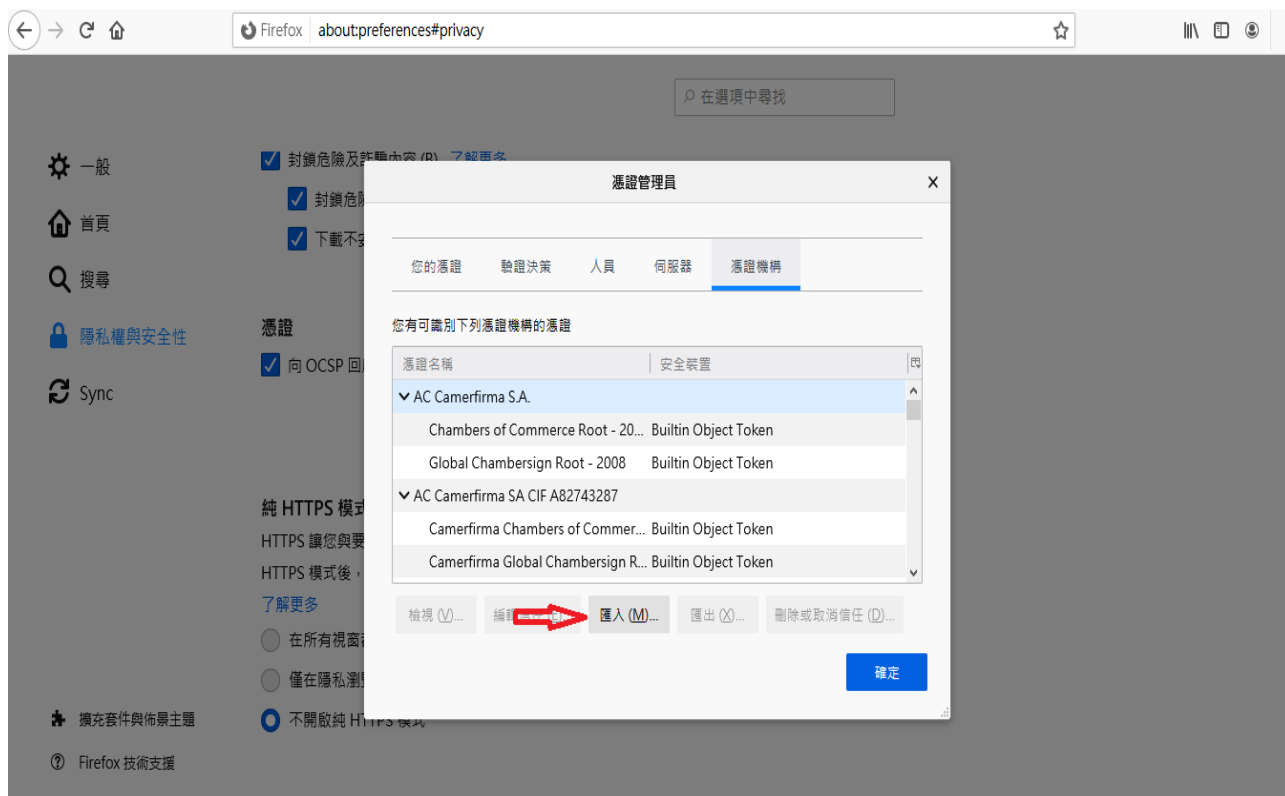 Firefox about:preferences#privacy
在選項中尋找
一般
首頁
搜尋
隱私權與安全性
Sync
擴充套件與佈景主題
Firefox 技術支援
封鎖危險及詐騙內容 (B) 了解更多
封鎖危
下載不
憑證
向 OCSP 回
純 HTTPS 模式
HTTPS 讓您與要
HTTPS 模式後，
了解更多
在所有視窗
僅在隱私瀏
不開啟純 HTTPS 模式
憑證管理員
您的憑證 驗證決策 人員 伺服器 憑證機構
您有可識別下列憑證機構的憑證
憑證名稱 安全裝置
AC Camerfirma S.A.
Chambers of Commerce Root - 20... Builtin Object Token
Global Chambersign Root - 2008 Builtin Object Token
AC Camerfirma SA CIF A82743287
Camerfirma Chambers of Commer... Builtin Object Token
Camerfirma Global Chambersign R... Builtin Object Token
檢視 (V)... 編輯 匯入 (M)... 匯出 (X)... 刪除或取消信任 (D)...
確定